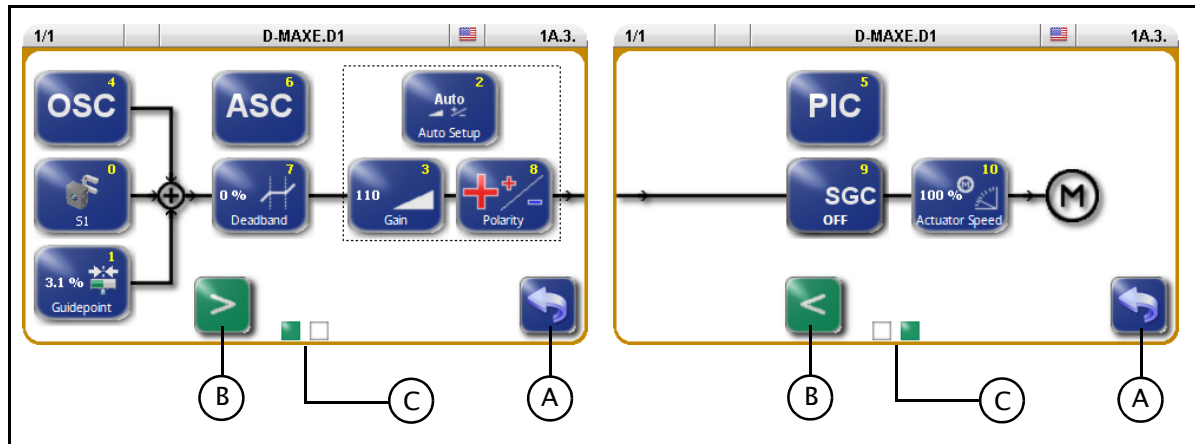 1/1 D-MAXE.D1 1A.3.
4
OSC
6
ASC
2
Auto
Auto Setup
0
S1
7
0 %
Deadband
3
110
Gain
8
Polarity
1
3.1 %
Guidepoint
>
B
C
A
1/1 D-MAXE.D1 1A.3.
5
PIC
9
SGC
OFF
10
M
100 %
Actuator Speed
M
<
B
C
A